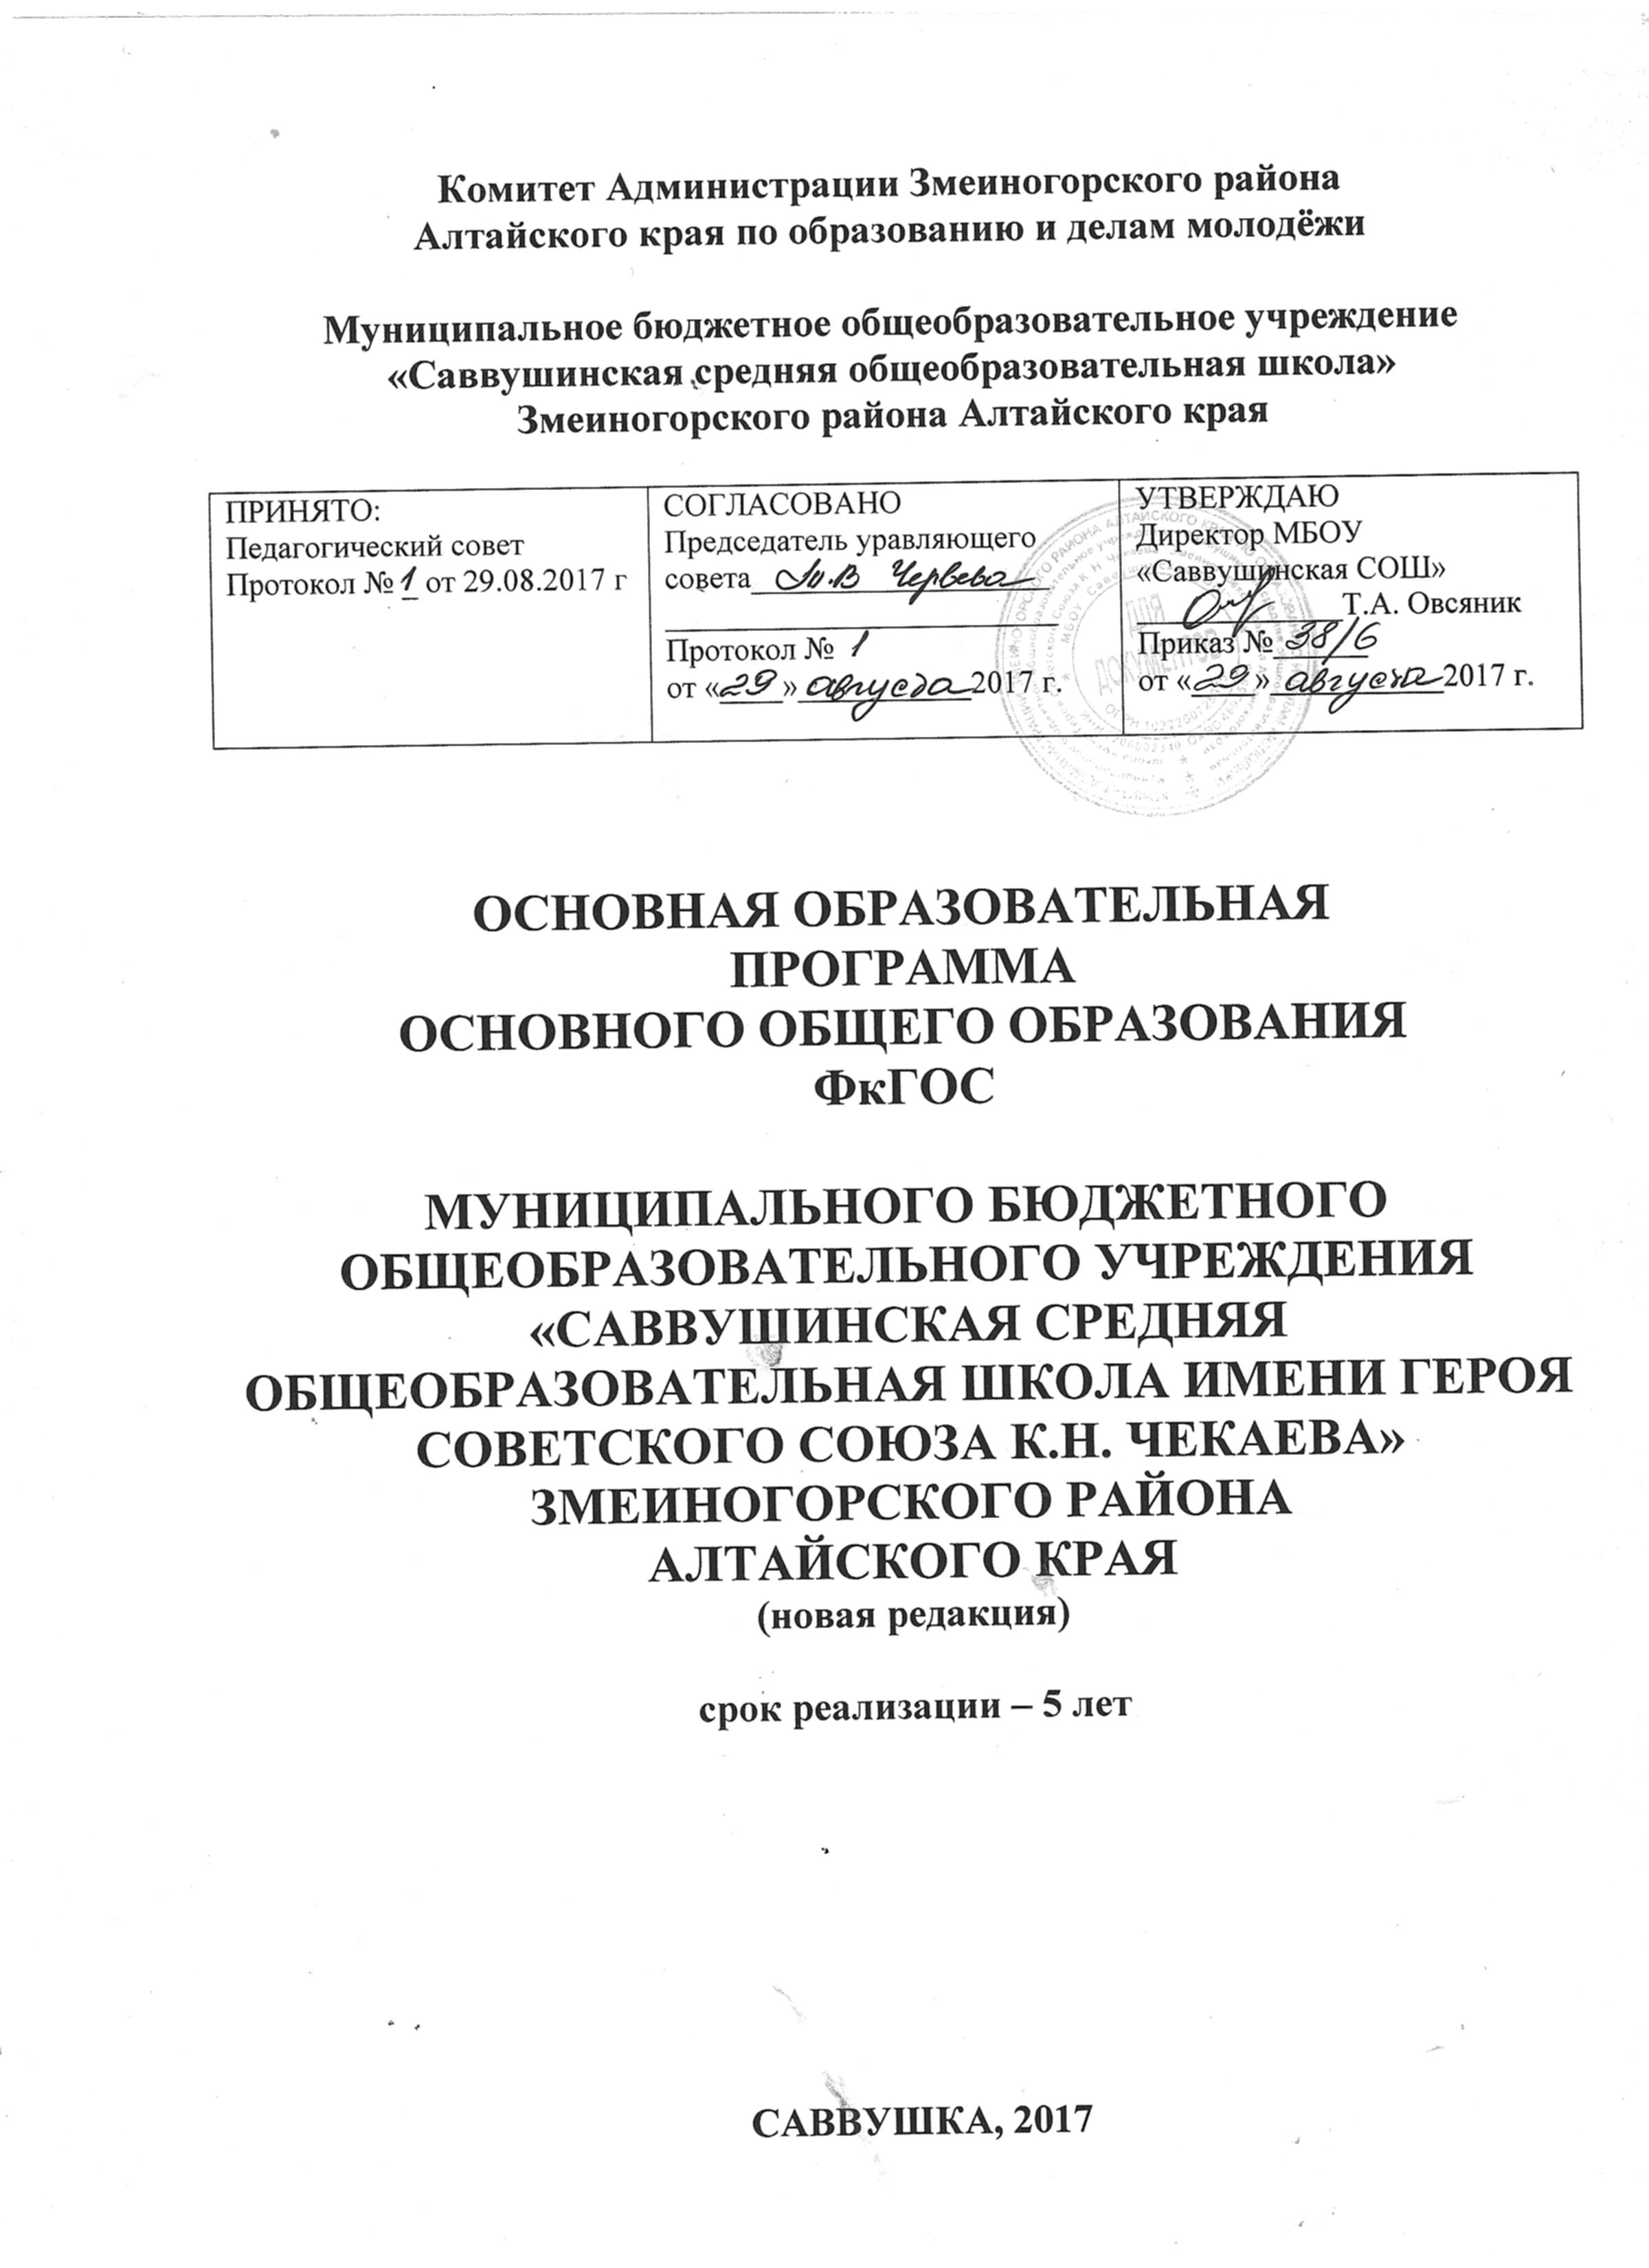 Комитет Администрации Змеиногорского района
Алтайского края по образованию и делам молодёжи
Муниципальное бюджетное общеобразовательное учреждение
«Саввушинская средняя общеобразовательная школа»
Змеиногорского района Алтайского края
ПРИНЯТО:
Педагогический совет
Протокол № 1 от 29.08.2017 г
СОГЛАСОВАНО
Председатель уравляющего
совета
Протокол № 1
от «29» августа 2017 г.
УТВЕРЖДАЮ
Директор МБОУ
«Саввушинская СОШ»
Т.А. Овсяник
Приказ № 38/6
от «29» августа 2017 г.
ДЛЯ
ДОКУМЕНТОВ
ОСНОВНАЯ ОБРАЗОВАТЕЛЬНАЯ
ПРОГРАММА
ОСНОВНОГО ОБЩЕГО ОБРАЗОВАНИЯ
ФкГОС
МУНИЦИПАЛЬНОГО БЮДЖЕТНОГО
ОБЩЕОБРАЗОВАТЕЛЬНОГО УЧРЕЖДЕНИЯ
«САВВУШИНСКАЯ СРЕДНЯЯ
ОБЩЕОБРАЗОВАТЕЛЬНАЯ ШКОЛА ИМЕНИ ГЕРОЯ
СОВЕТСКОГО СОЮЗА К.Н. ЧЕКАЕВА»
ЗМЕИНОГОРСКОГО РАЙОНА
АЛТАЙСКОГО КРАЯ
(новая редакция)
срок реализации – 5 лет
САВВУШКА, 2017